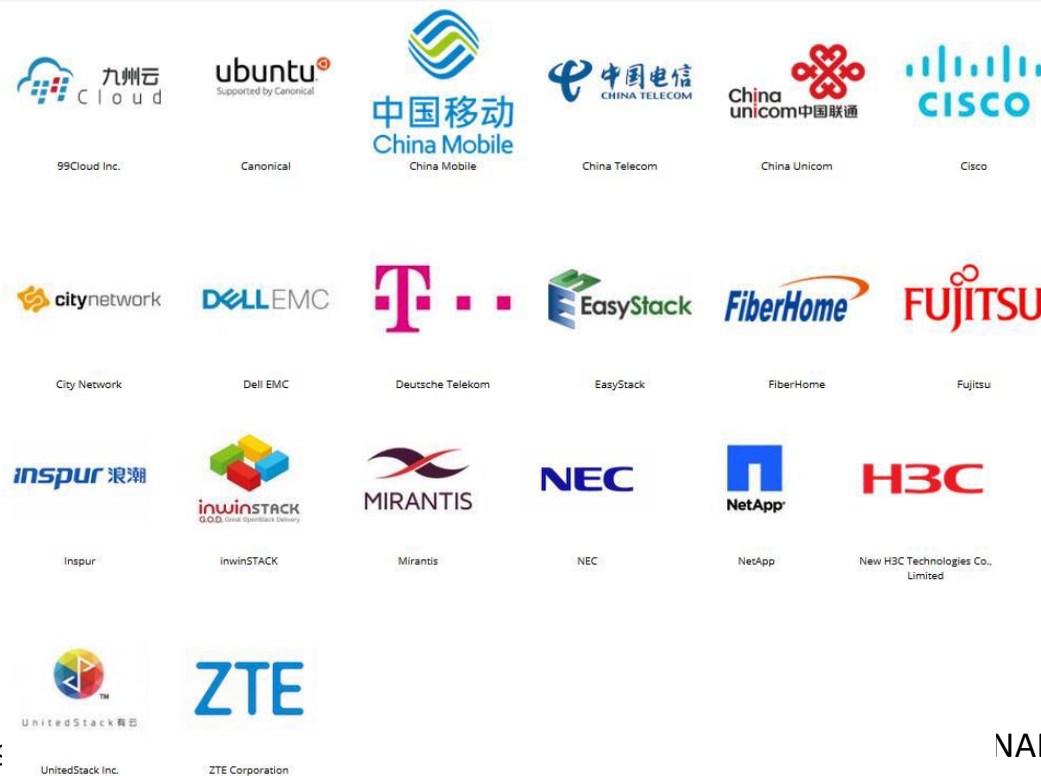 九州云
Cloud
ubuntu
Supported by Canonical
中国移动
China Mobile
中国电信
CHINA TELECOM
China
unicom中国联通
CISCO
99Cloud Inc.
Canonical
China Mobile
China Telecom
China Unicom
Cisco
citynetwork
DELLEMC
T
EasyStack
FiberHome
FUJITSU
City Network
Dell EMC
Deutsche Telekom
EasyStack
FiberHome
Fujitsu
inspur 浪潮
inwinSTACK
G.O.D. Great OpenStack Delivery
MIRANTIS
NEC
NetApp
H3C
Inspur
inwinSTACK
Mirantis
NEC
NetApp
New H3C Technologies Co.,
Limited
TM
UnitedStack有云
ZTE
UnitedStack Inc.
ZTE Corporation